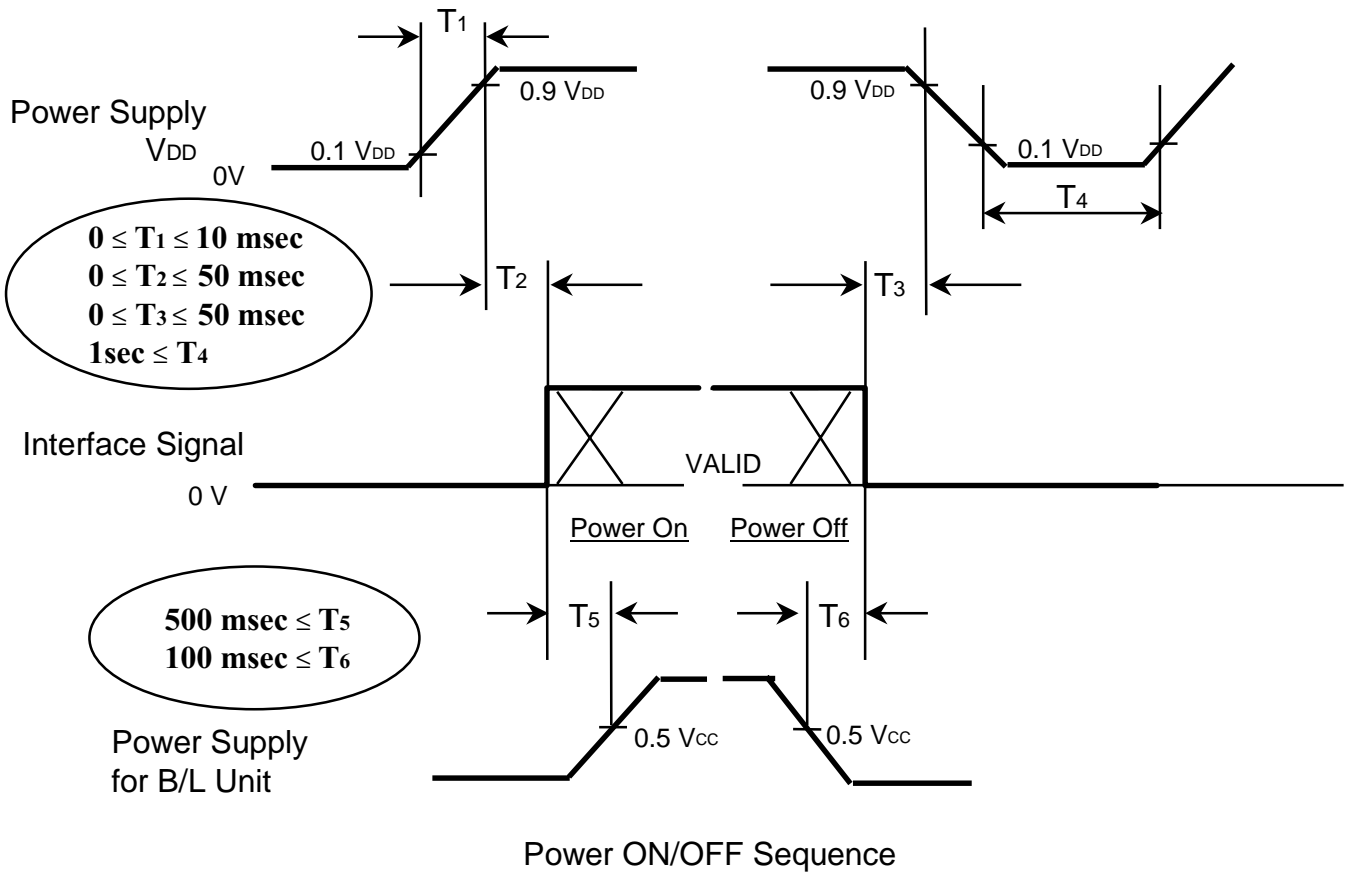 T1
0.9 VDD
0.9 VDD
Power Supply
VDD
0.1 VDD
0.1 VDD
0V
T4
0 ≤ T1 ≤ 10 msec
0 ≤ T2 ≤ 50 msec
0 ≤ T3 ≤ 50 msec
1sec ≤ T4
T2
T3
Interface Signal
VALID
0 V
Power On
Power Off
500 msec ≤ T5
100 msec ≤ T6
T5
T6
0.5 VCC
0.5 VCC
Power Supply
for B/L Unit
Power ON/OFF Sequence